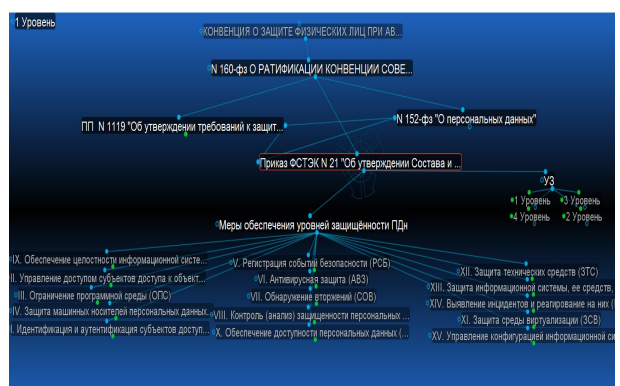 1 Уровень
КОНВЕНЦИЯ О ЗАЩИТЕ ФИЗИЧЕСКИХ ЛИЦ ПРИ АВ...
N 160-фз О РАТИФИКАЦИИ КОНВЕНЦИИ СОВЕ...
ПП N 1119 "Об утверждении требований к защит...
N 152-фз "О персональных данных"
Приказ ФСТЭК N 21 "Об утверждении Состава и ...
УЗ
1 Уровень
3 Уровень
4 Уровень
2 Уровень
Меры обеспечения уровней защищённости ПДн
IX. Обеспечение целостности информационной систе...
II. Управление доступом субъектов доступа к объект...
III. Ограничение программной среды (ОПС)
IV. Защита машинных носителей персональных данных...
I. Идентификация и аутентификация субъектов доступ...
V. Регистрация событий безопасности (РСБ)
VI. Антивирусная защита (АВЗ)
VII. Обнаружение вторжений (СОВ)
VIII. Контроль (анализ) защищенности персональных ...
X. Обеспечение доступности персональных данных (...
XII. Защита технических средств (ЗТС)
XIII. Защита информационной системы, ее средств,
XIV. Выявление инцидентов и реагирование на них (
XI. Защита среды виртуализации (ЗСВ)
XV. Управление конфигурацией информационной си